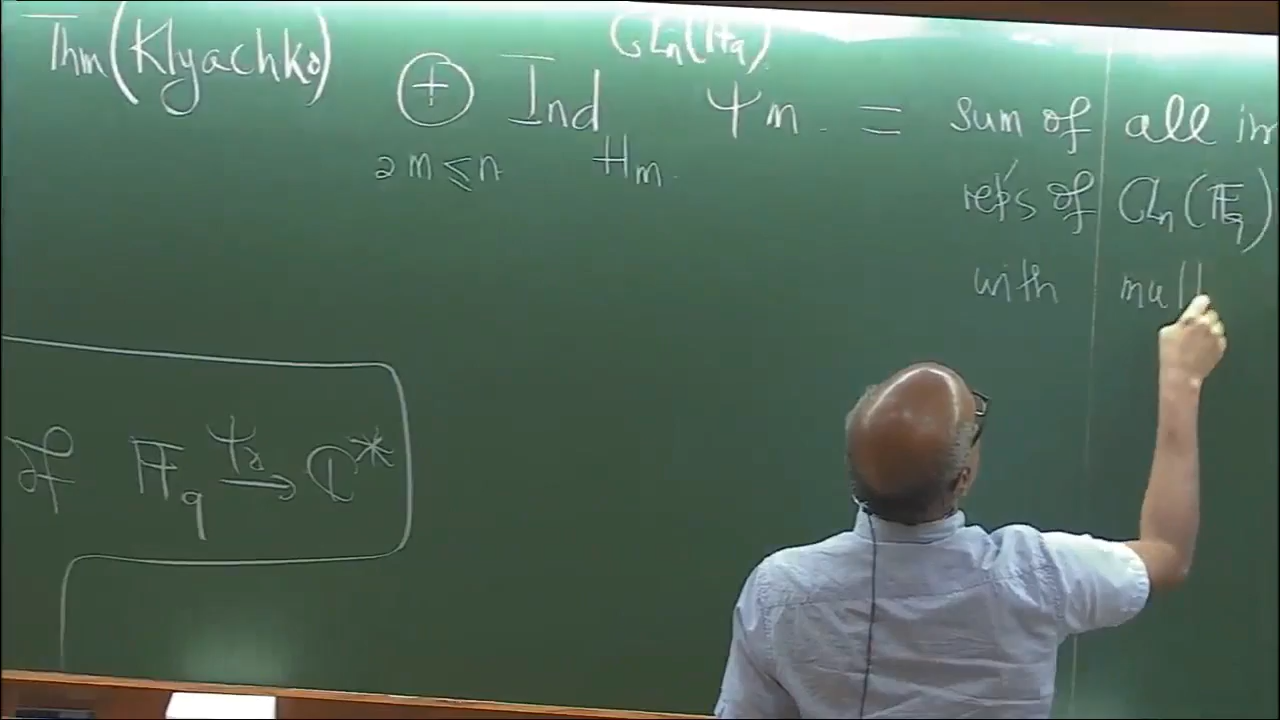 Thm (Klyachko) ⊕ Ind GLn(Fq) Ψm = sum of all irr
2m ≤ n Hm reps of GLn(Fq)
with mull
of Fq Ψ2→ C*